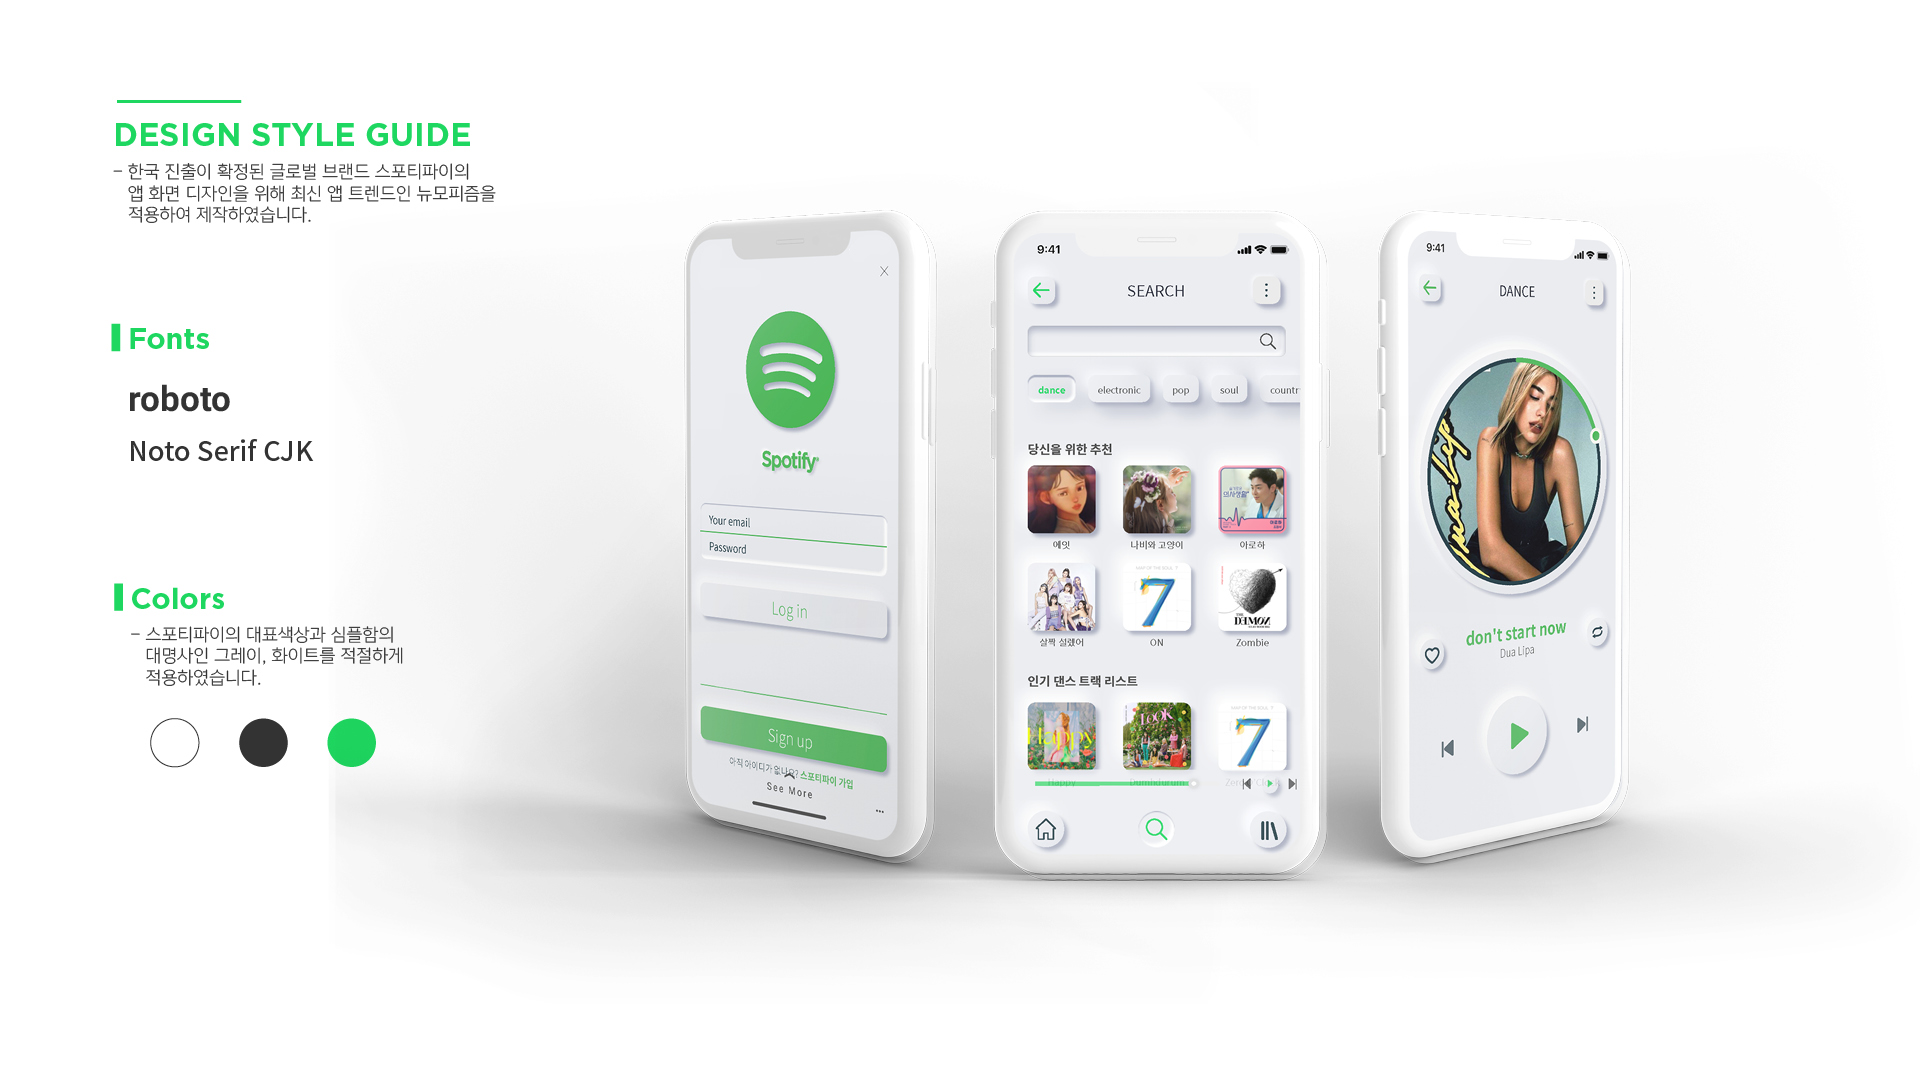 DESIGN STYLE GUIDE
- 한국 진출이 확정된 글로벌 브랜드 스포티파이의
앱 화면 디자인을 위해 최신 앱 트렌드인 뉴모피즘을
적용하여 제작하였습니다.
Fonts
roboto
Noto Serif CJK
Colors
- 스포티파이의 대표색상과 심플함의
대명사인 그레이, 화이트를 적절하게
적용하였습니다.
X
Spotify
Your email
Password
Log in
Sign up
아직 아이디가 없나요? 스포티파이 가입
See More
9:41
SEARCH
dance electronic pop soul countr
당신을 위한 추천
에잇 나비와 고양이 아로하
살짝 설렜어 ON Zombie
7
THE
DEMON
인기 댄스 트랙 리스트
Happy
LOOK
7
Happy Dumhdurum
9:41
DANCE
dua lipa
don't start now
Dua Lipa